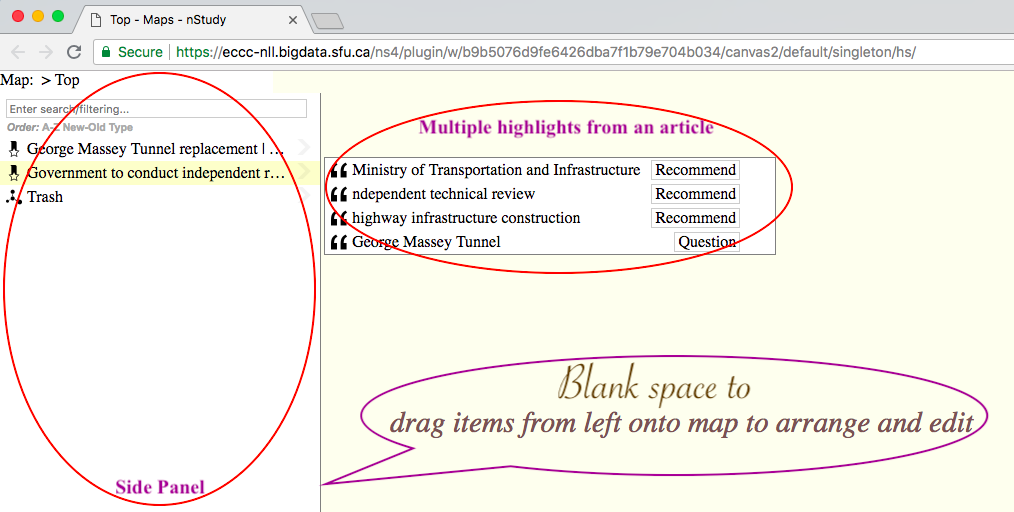 Top - Maps - nStudy
Secure https://eccc-nll.bigdata.sfu.ca/ns4/plugin/w/b9b5076d9fe6426dba7f1b79e704b034/canvas2/default/singleton/hs/
Map: > Top
Enter search/filtering...
Order: A-Z New-Old Type
George Massey Tunnel replacement | ...
Government to conduct independent r...
Trash
Side Panel
Multiple highlights from an article
Ministry of Transportation and Infrastructure Recommend
ndependent technical review Recommend
highway infrastructure construction Recommend
George Massey Tunnel Question
Blank space to
drag items from left onto map to arrange and edit